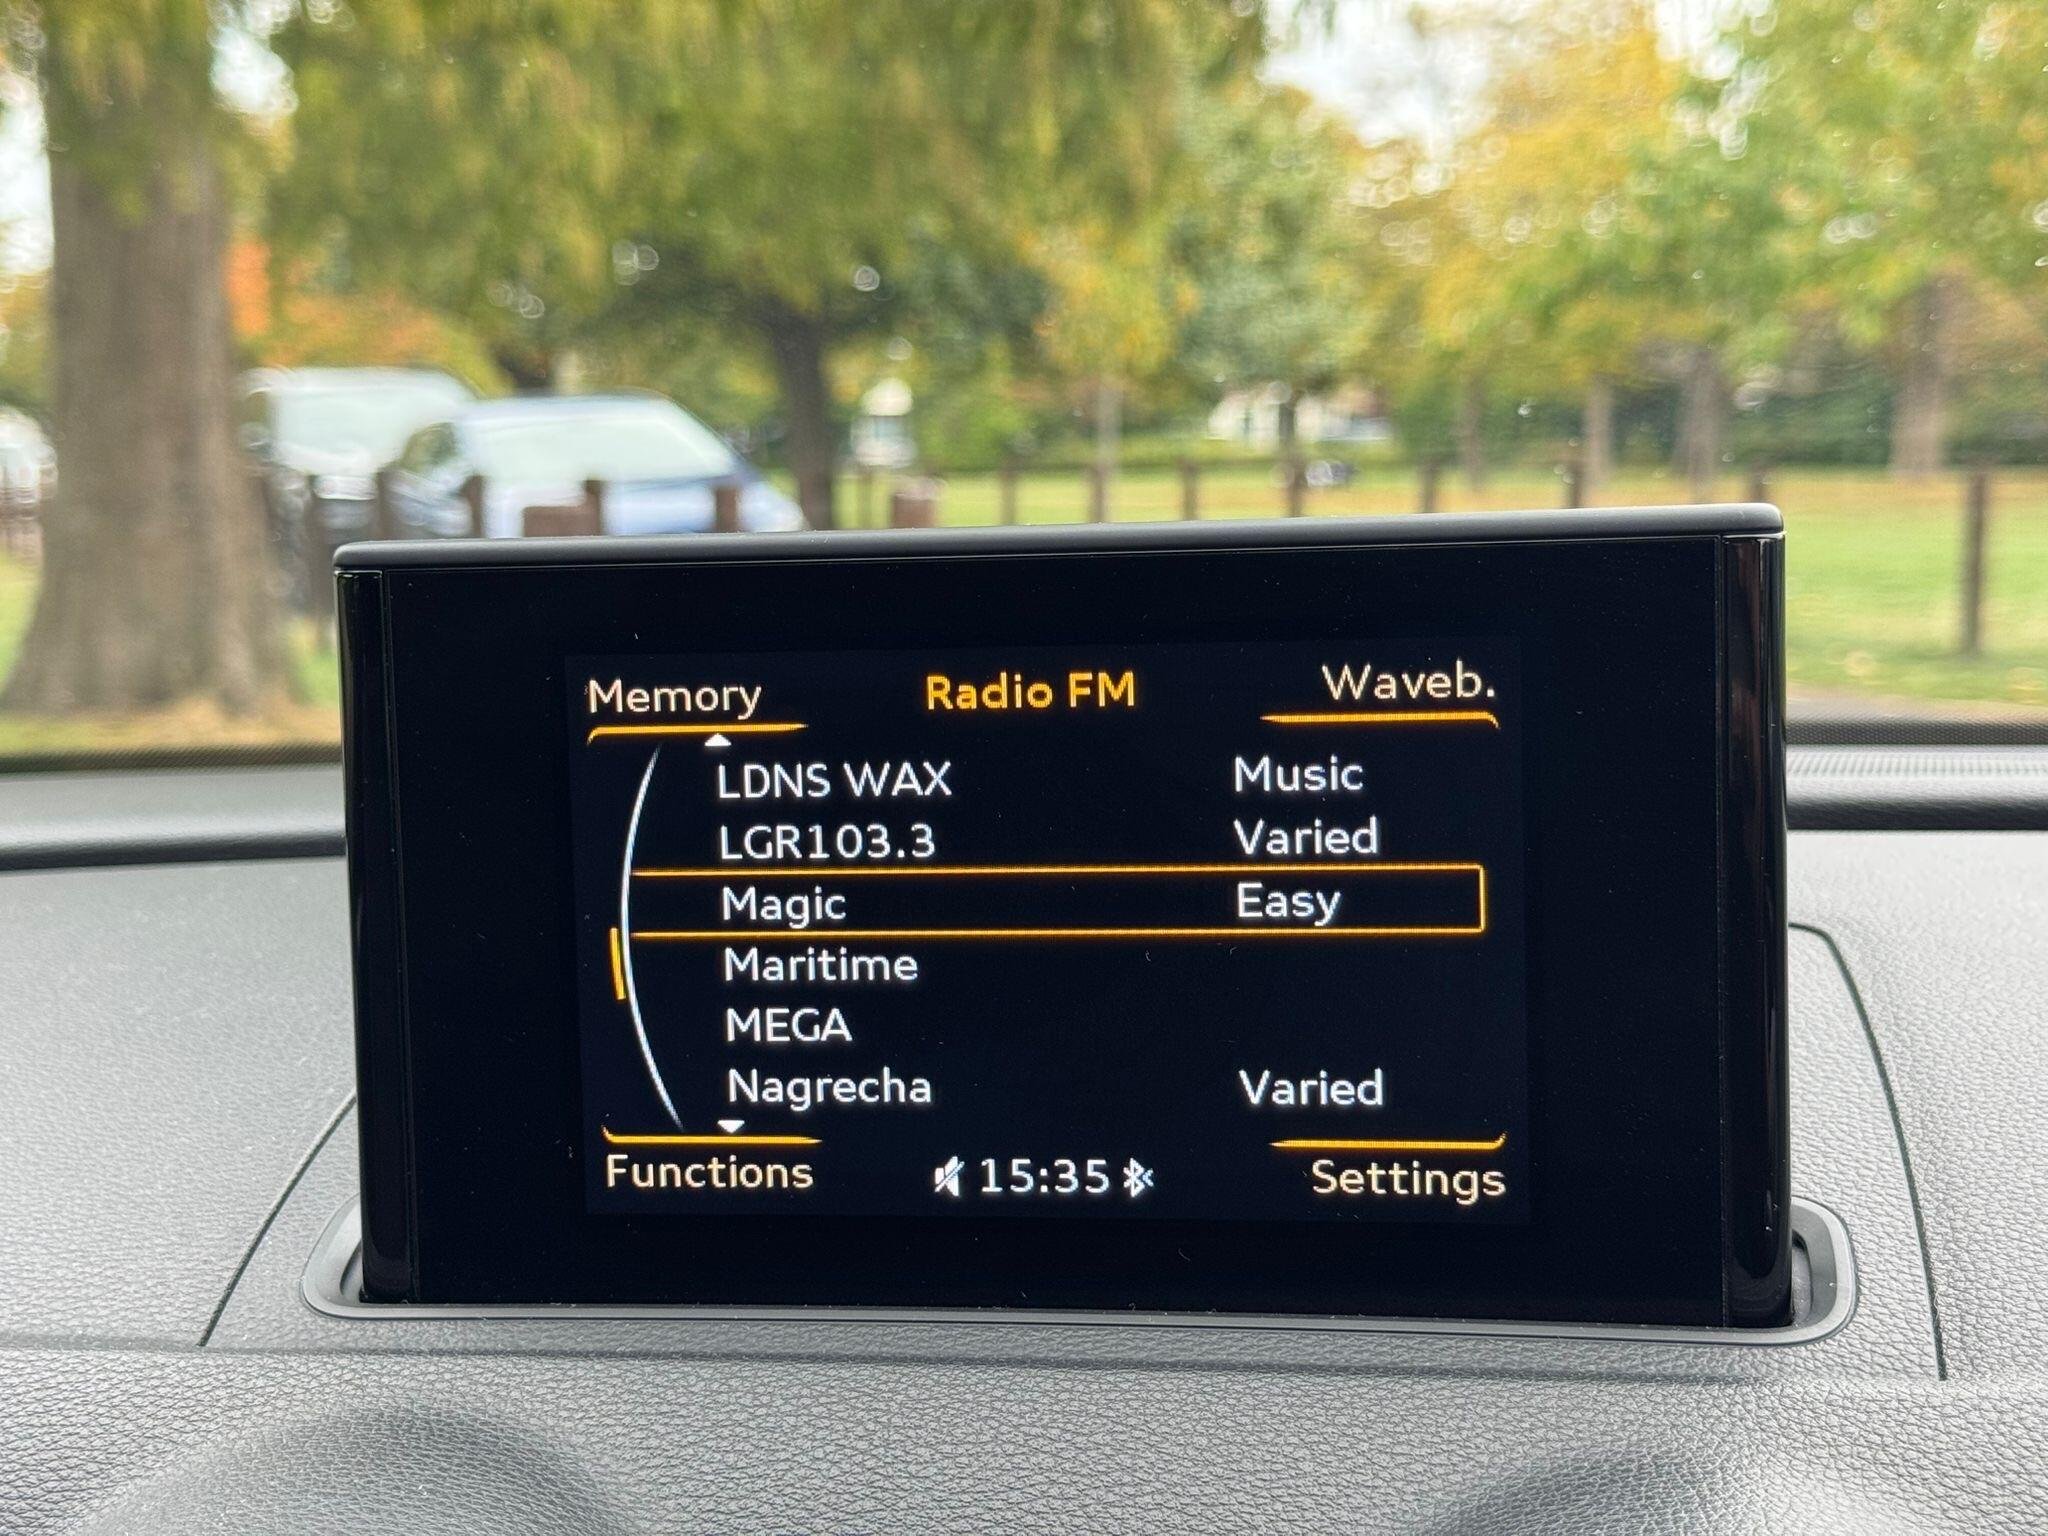 Memory Radio FM Waveb.
LDNS WAX Music
LGR103.3 Varied
Magic Easy
Maritime
MEGA
Nagrecha Varied
Functions 15:35 Settings